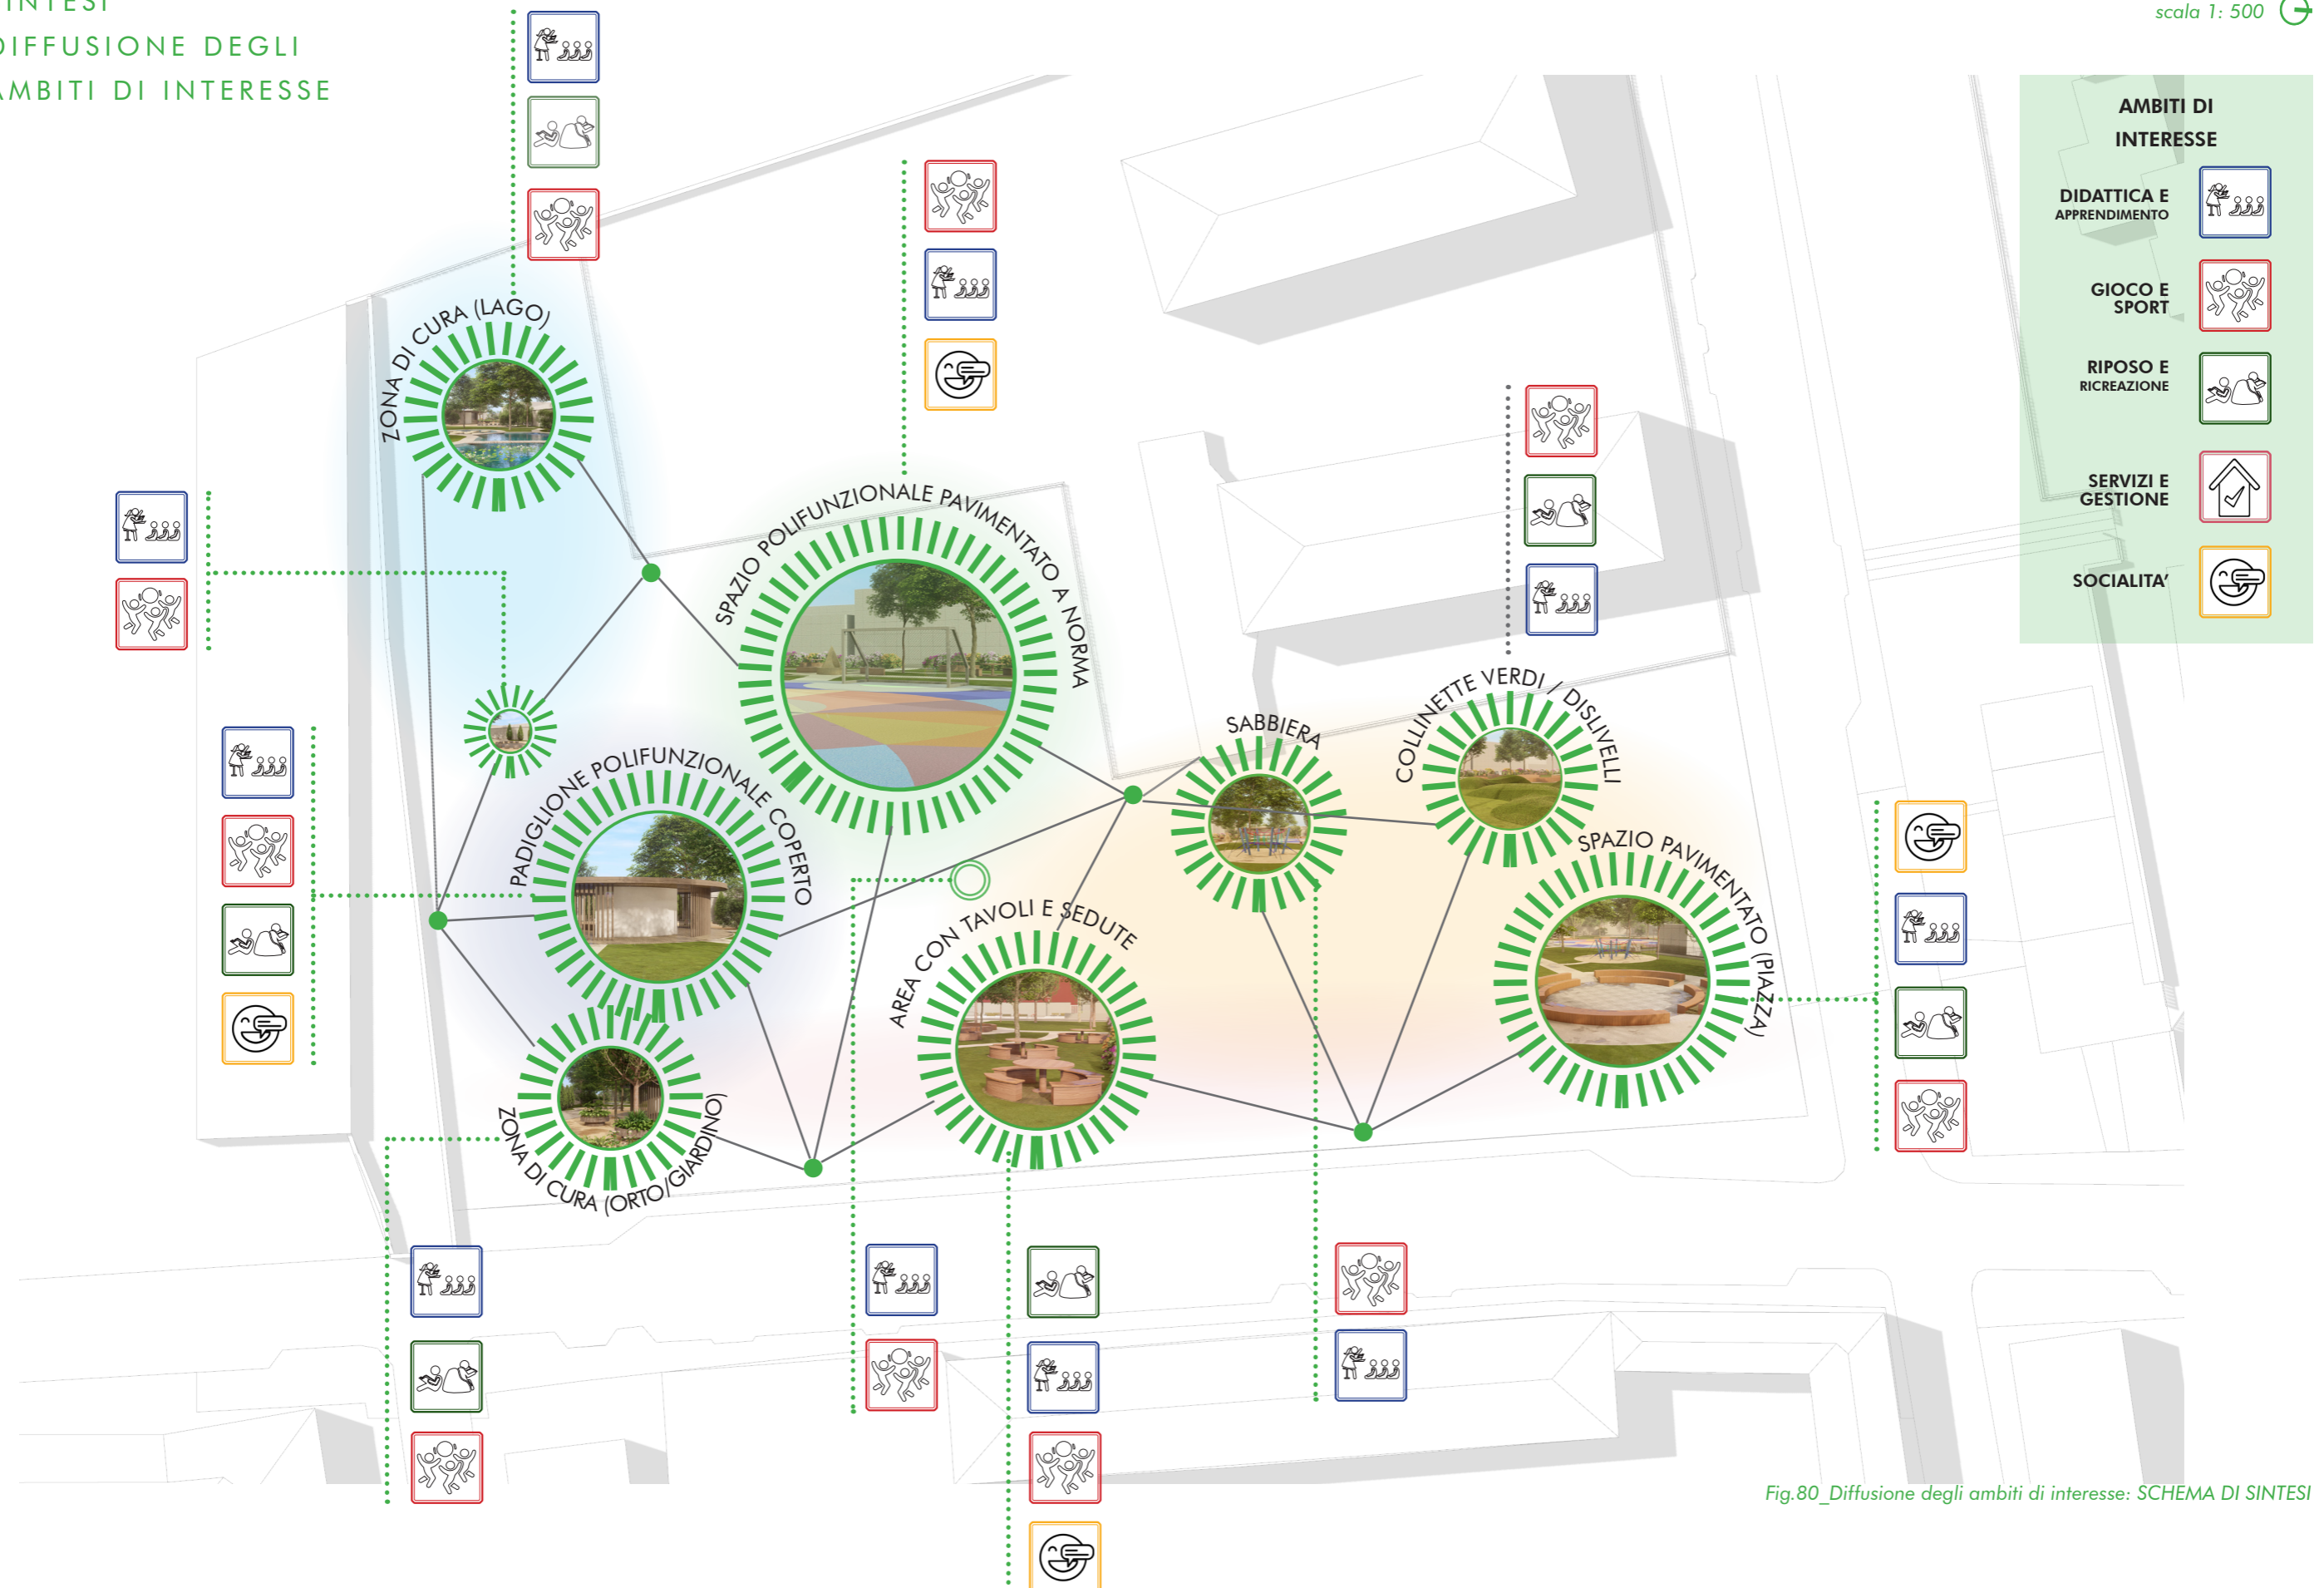 DIFFUSIONE DEGLI
AMBITI DI INTERESSE
scala 1: 500
AMBITI DI
INTERESSE
DIDATTICA E
APPRENDIMENTO
GIOCO E
SPORT
RIPOSO E
RICREAZIONE
SERVIZI E
GESTIONE
SOCIALITA'
ZONA DI CURA (LAGO)
SPAZIO POLIFUNZIONALE PAVIMENTATO A NORMA
SABBIERA
COLLINETTE VERDI / DISLIVELLI
PADIGLIONE POLIFUNZIONALE COPERTO
AREA CON TAVOLI E SEDUTE
SPAZIO PAVIMENTATO (PIAZZA)
ZONA DI CURA (ORTO/GIARDINO)
Fig.80_Diffusione degli ambiti di interesse: SCHEMA DI SINTESI